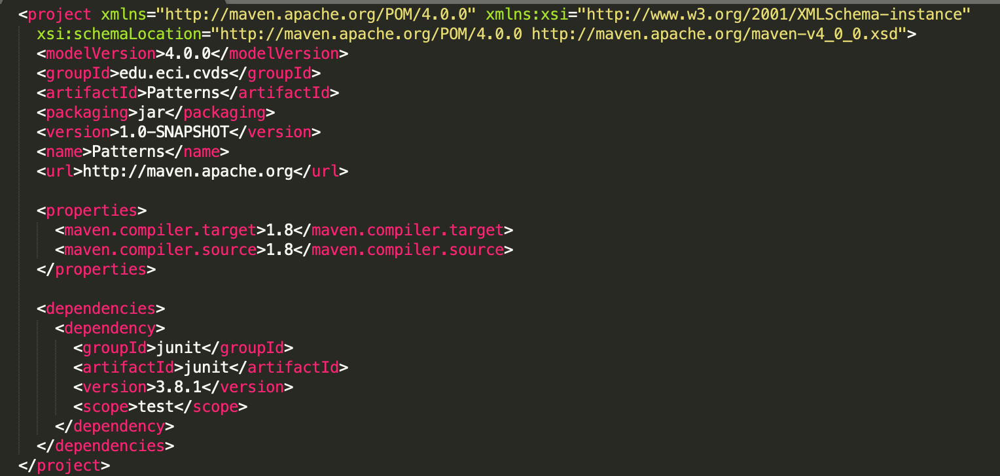 <project xmlns="http://maven.apache.org/POM/4.0.0" xmlns:xsi="http://www.w3.org/2001/XMLSchema-instance"
xsi:schemaLocation="http://maven.apache.org/POM/4.0.0 http://maven.apache.org/maven-v4_0_0.xsd">
<modelVersion>4.0.0</modelVersion>
<groupId>edu.eci.cvds</groupId>
<artifactId>Patterns</artifactId>
<packaging>jar</packaging>
<version>1.0-SNAPSHOT</version>
<name>Patterns</name>
<url>http://maven.apache.org</url>
<properties>
<maven.compiler.target>1.8</maven.compiler.target>
<maven.compiler.source>1.8</maven.compiler.source>
</properties>
<dependencies>
<dependency>
<groupId>junit</groupId>
<artifactId>junit</artifactId>
<version>3.8.1</version>
<scope>test</scope>
</dependency>
</dependencies>
</project>